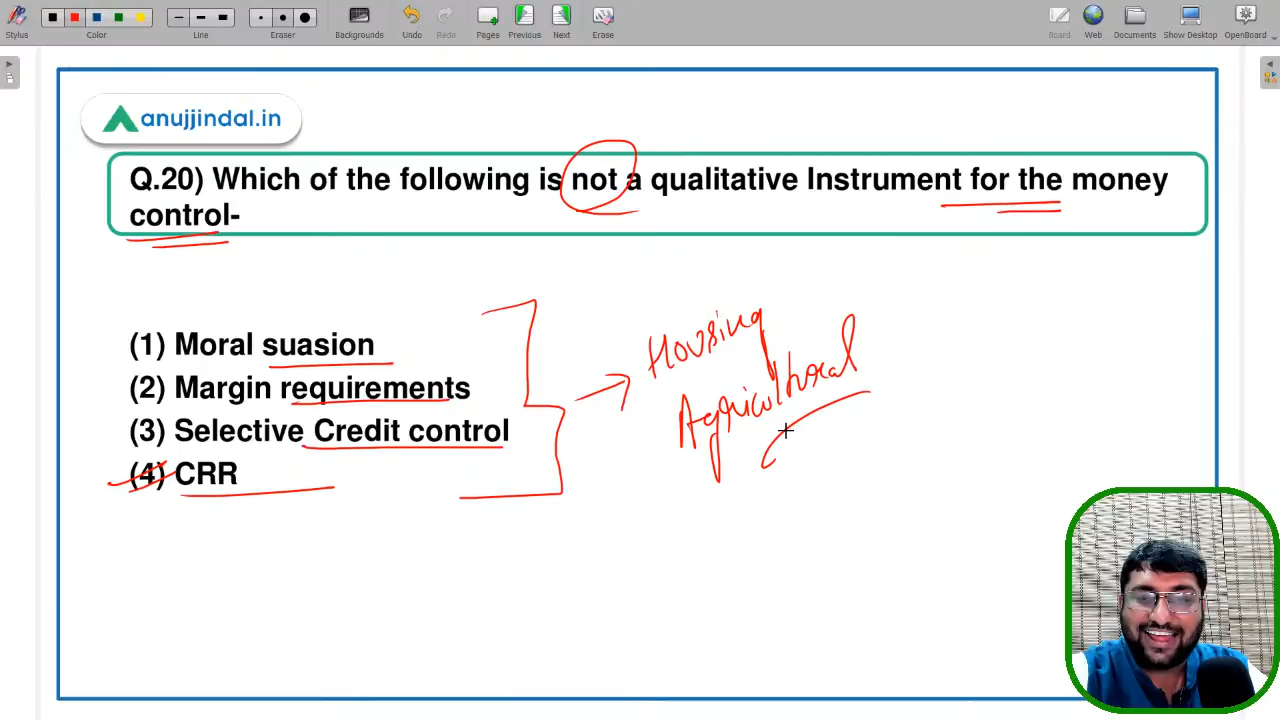 Stylus
Color
Line
Eraser
Backgrounds
Undo
Redo
Pages
Previous
Next
Erase
Board
Web
Documents
Show Desktop
OpenBoard
anujjindal.in
Q.20) Which of the following is not a qualitative Instrument for the money
control-
(1) Moral suasion
(2) Margin requirements
(3) Selective Credit control
(4) CRR
Housing
Agricultural